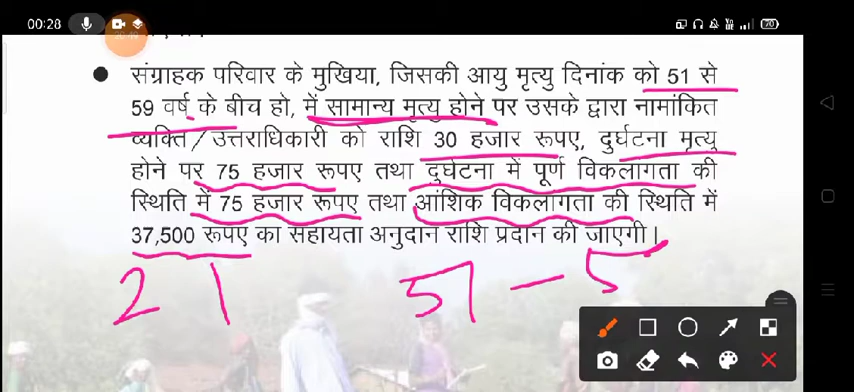 00:28
70
संग्राहक परिवार के मुखिया, जिसकी आयु मृत्यु दिनांक को 51 से
59 वर्ष के बीच हो, में सामान्य मृत्यु होने पर उसके द्वारा नामांकित
व्यक्ति/उत्तराधिकारी को राशि 30 हजार रूपए, दुर्घटना मृत्यु
होने पर 75 हजार रूपए तथा दुर्घटना में पूर्ण विकलांगता की
स्थिति में 75 हजार रूपए तथा आंशिक विकलांगता की स्थिति में
37,500 रूपए का सहायता अनुदान राशि प्रदान की जाएगी।
21 51 – 5